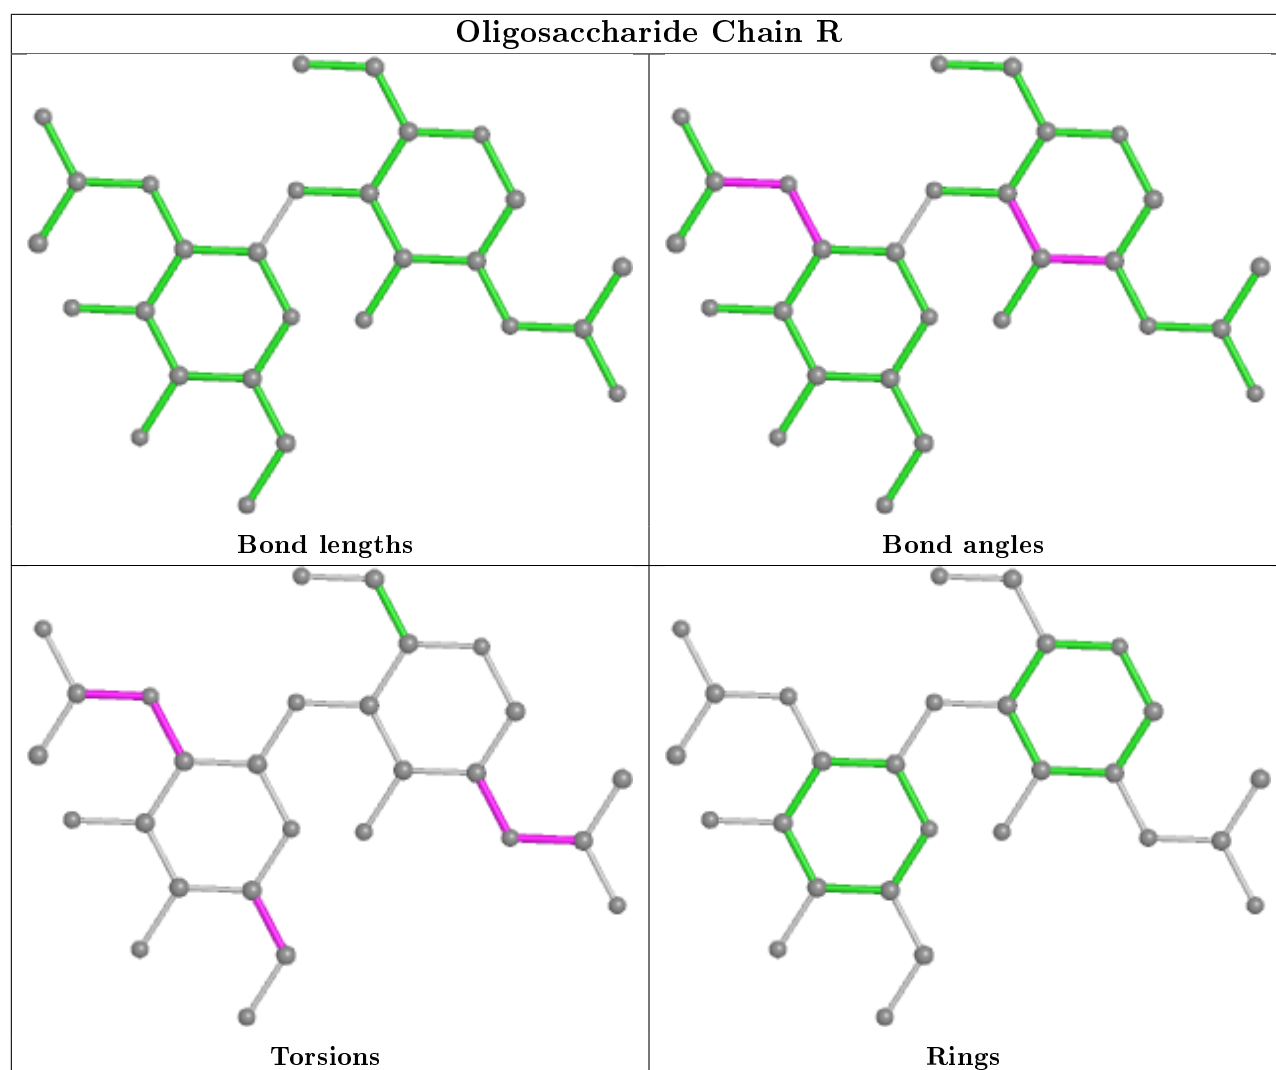 Oligosaccharide Chain R
Bond lengths
Bond angles
Torsions
Rings